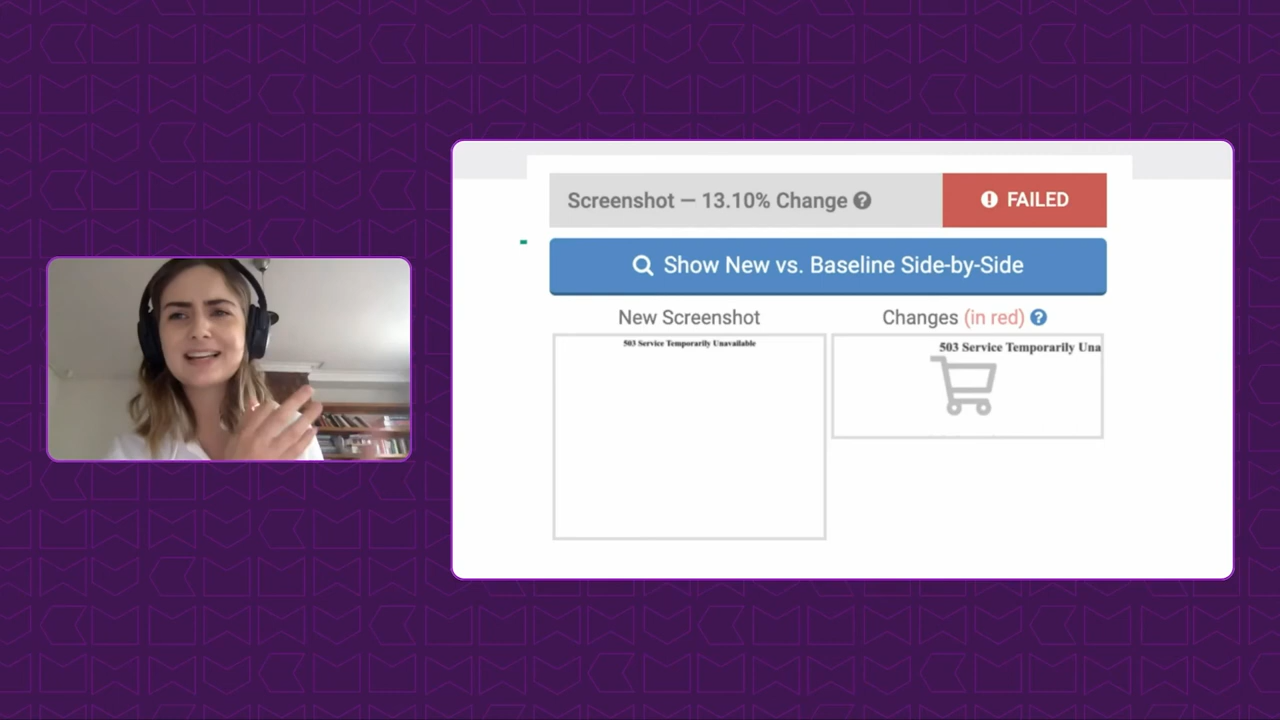 Screenshot — 13.10% Change
FAILED
Show New vs. Baseline Side-by-Side
New Screenshot
Changes (in red)
503 Service Temporarily Unavailable
503 Service Temporarily Una